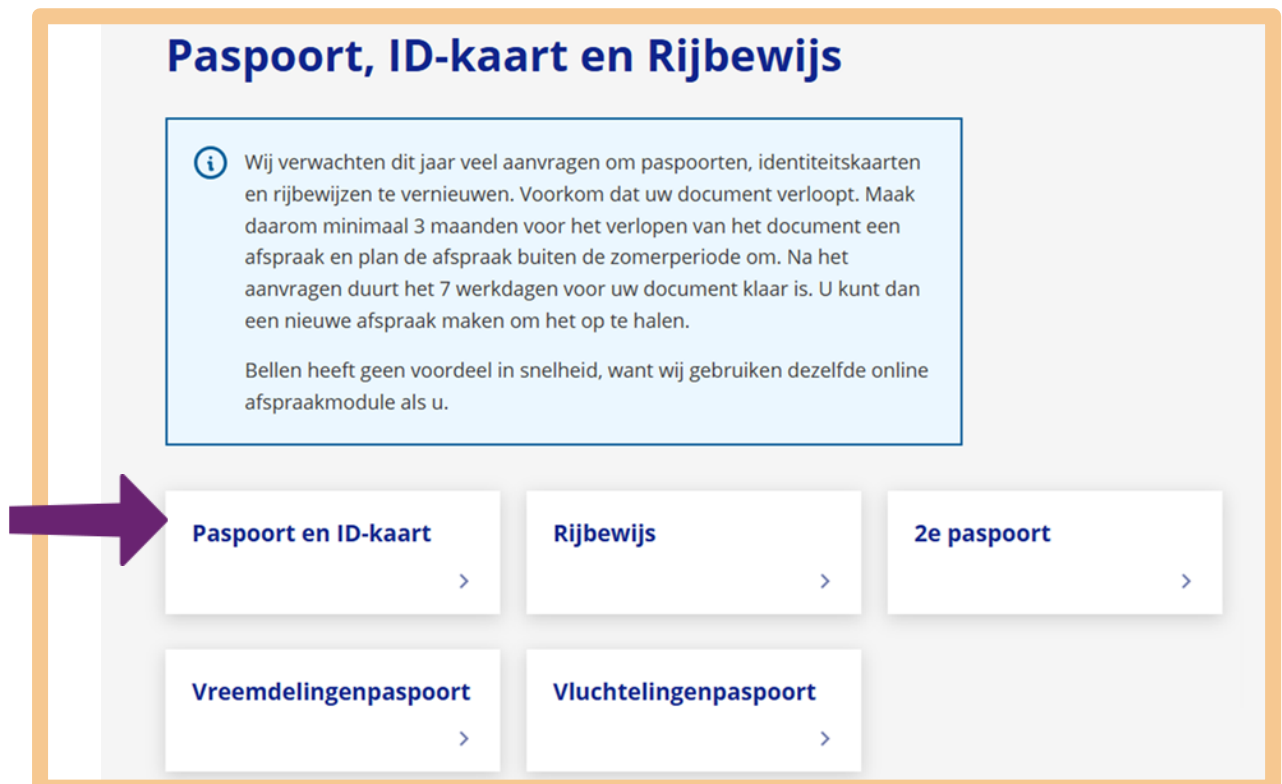 Paspoort, ID-kaart en Rijbewijs
Wij verwachten dit jaar veel aanvragen om paspoorten, identiteitskaarten
en rijbewijzen te vernieuwen. Voorkom dat uw document verloopt. Maak
daarom minimaal 3 maanden voor het verlopen van het document een
afspraak en plan de afspraak buiten de zomerperiode om. Na het
aanvragen duurt het 7 werkdagen voor uw document klaar is. U kunt dan
een nieuwe afspraak maken om het op te halen.
Bellen heeft geen voordeel in snelheid, want wij gebruiken dezelfde online
afspraakmodule als u.
Paspoort en ID-kaart
Rijbewijs
2e paspoort
Vreemdelingenpaspoort
Vluchtelingenpaspoort